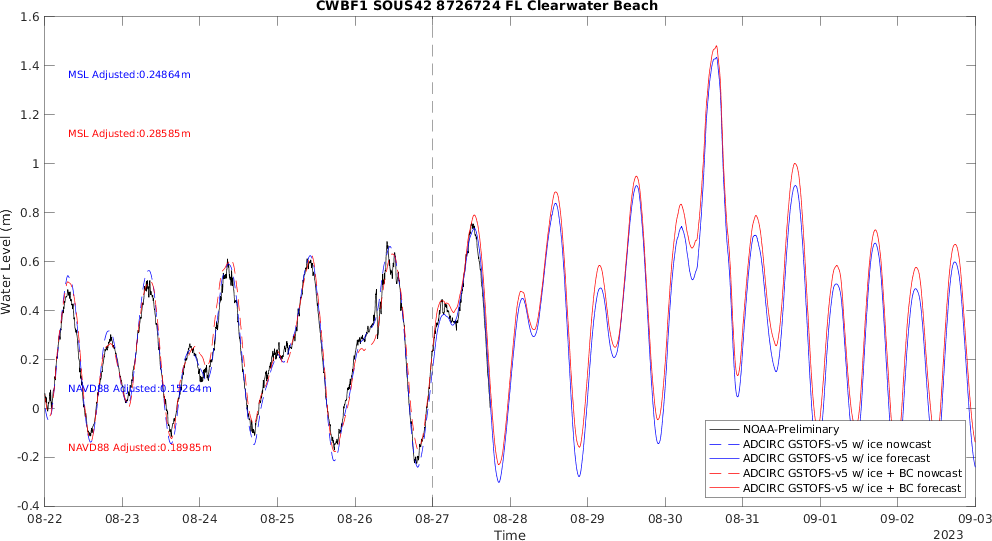 CWBF1 SOUS42 8726724 FL Clearwater Beach
Water Level (m)
1.6
1.4
1.2
1
0.8
0.6
0.4
0.2
0
-0.2
-0.4
MSL Adjusted:0.24864m
MSL Adjusted:0.28585m
NAVD88 Adjusted:0.15264m
NAVD88 Adjusted:0.18985m
NOAA-Preliminary
ADCIRC GSTOFS-v5 w/ ice nowcast
ADCIRC GSTOFS-v5 w/ ice forecast
ADCIRC GSTOFS-v5 w/ ice + BC nowcast
ADCIRC GSTOFS-v5 w/ ice + BC forecast
08-22 08-23 08-24 08-25 08-26 08-27 08-28 08-29 08-30 08-31 09-01 09-02 09-03
Time
2023